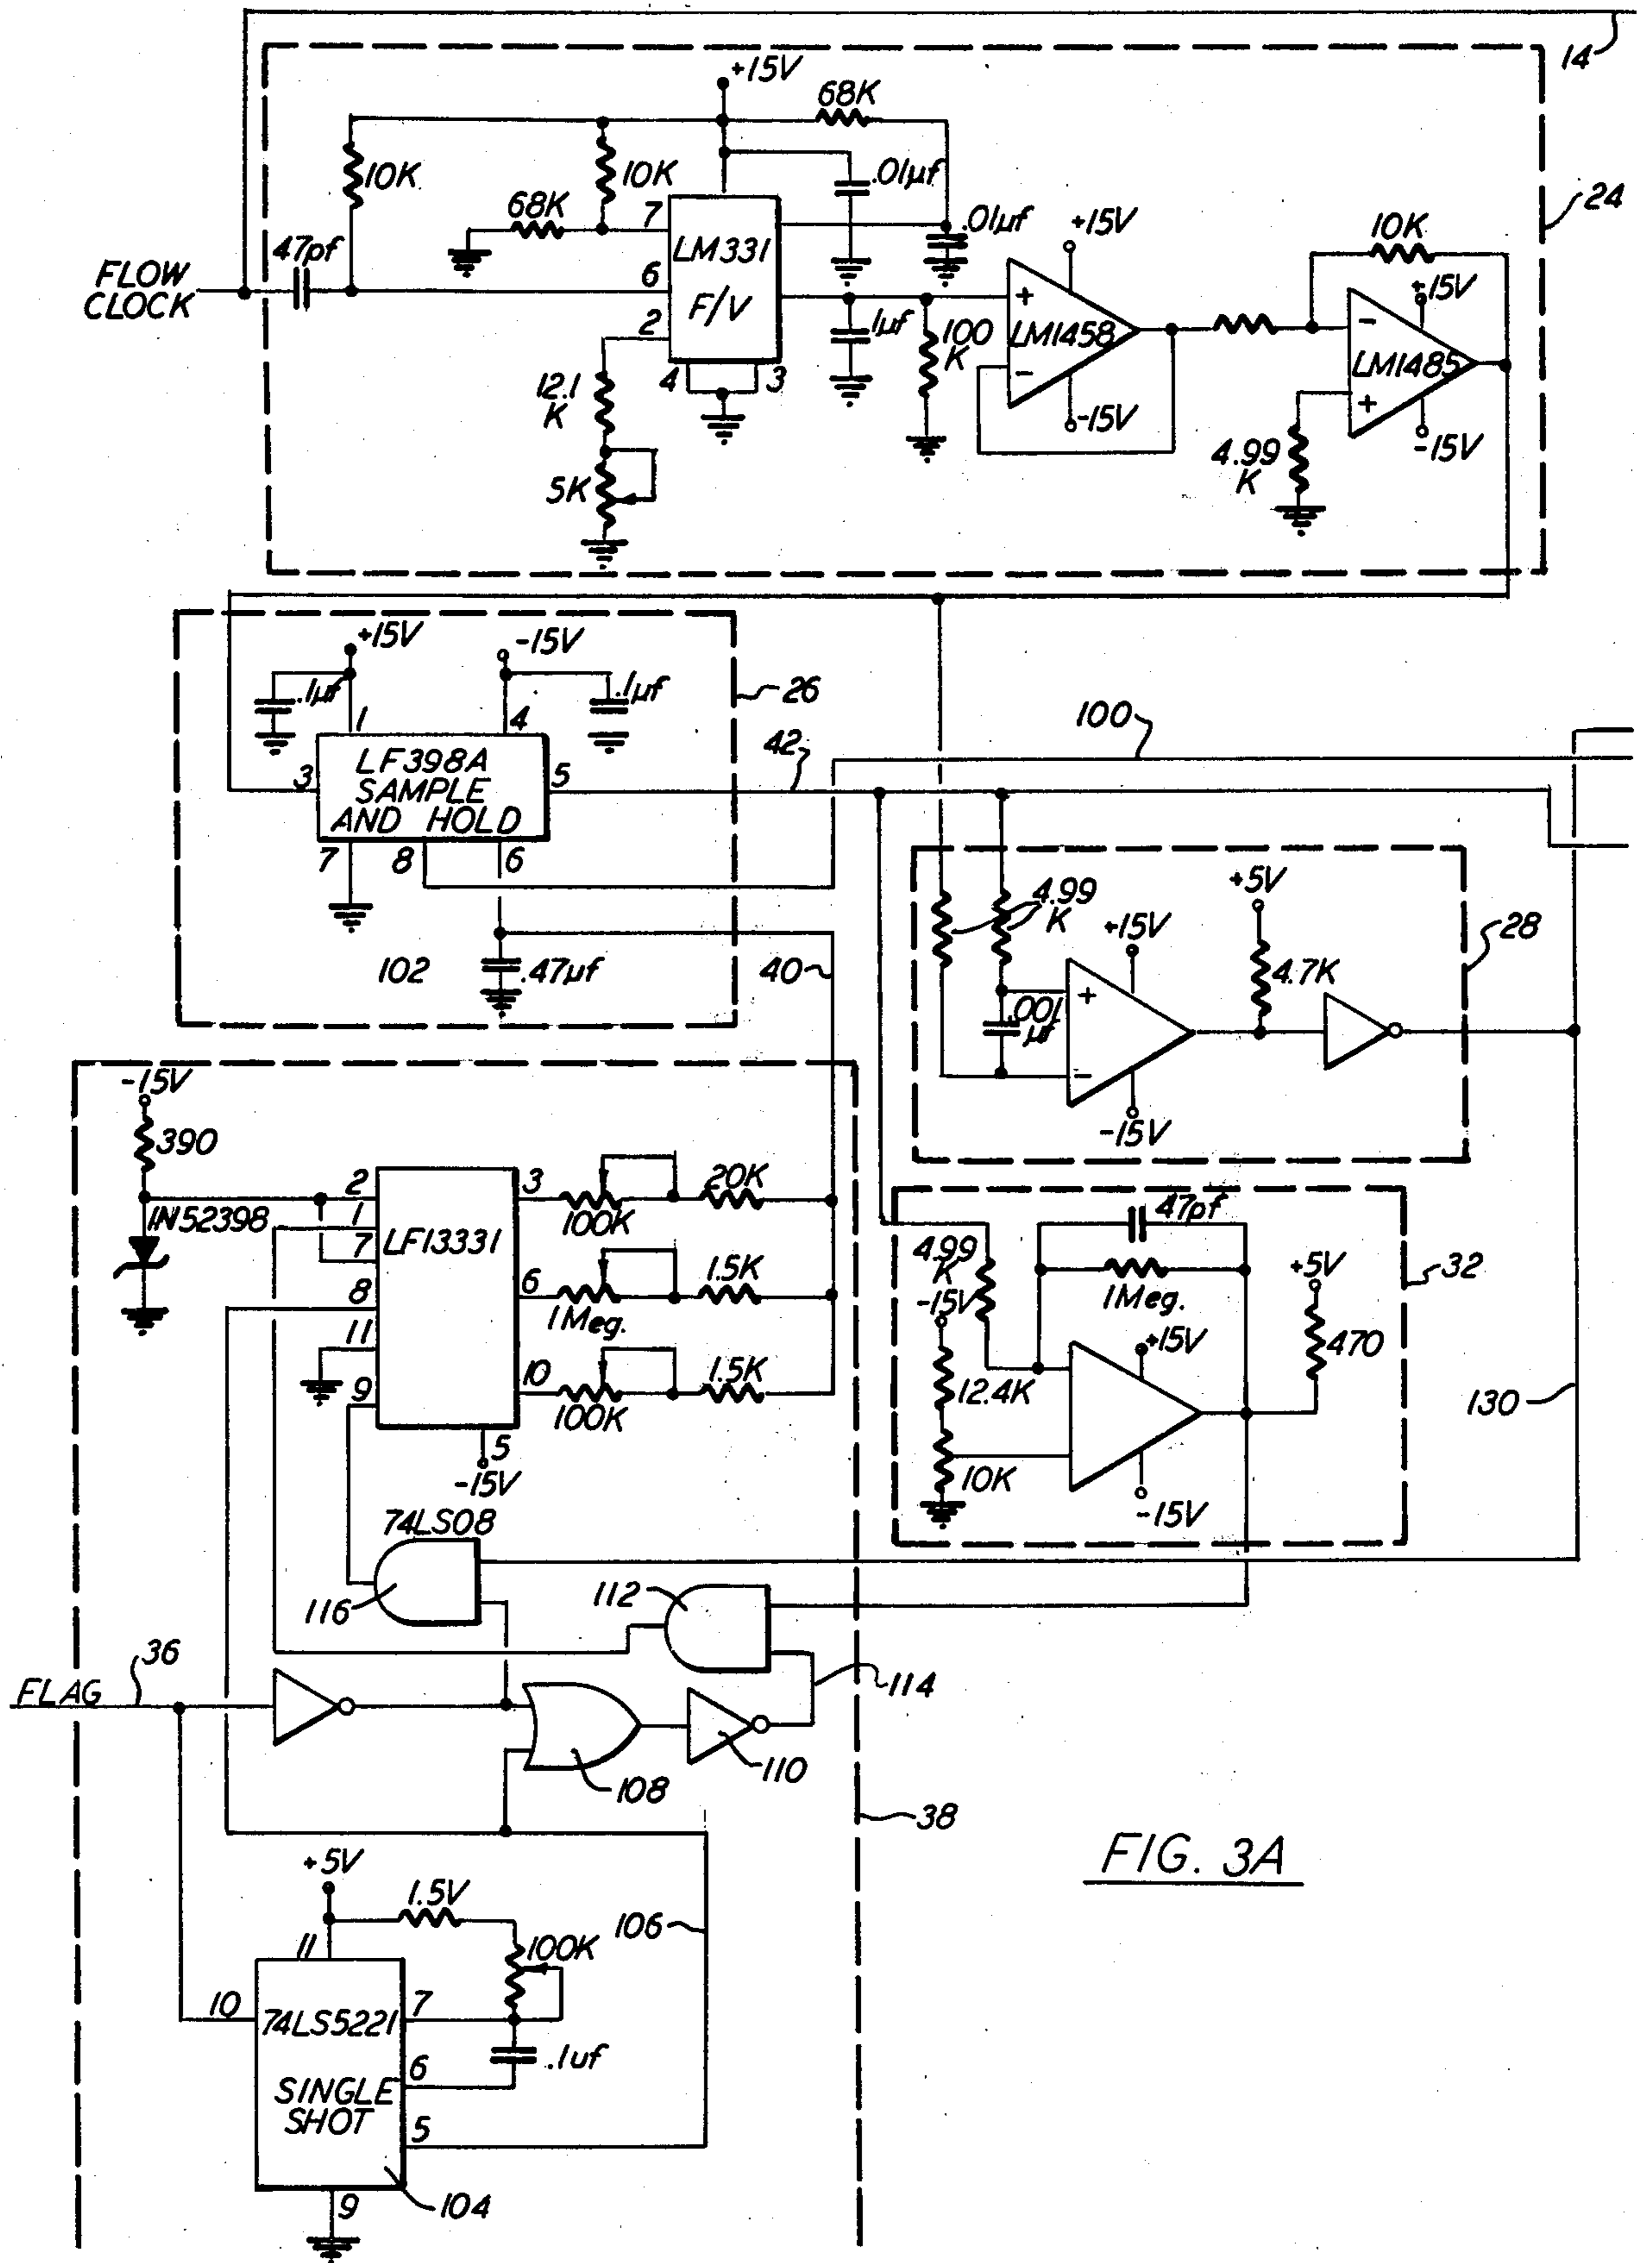 14
+15V
68K
10K
10K
.01µf
68K
7
LM331
F/V
.01µf
+15V
10K
24
47pf
FLOW
CLOCK
6
2
1µf
100
K
+
LM1458
-
-15V
+15V
-
LM1485
+
-15V
4
3
12.1
K
5K
4.99
K
+15V
-15V
.1µf
.1µf
26
1
4
100
LF398A
SAMPLE
AND HOLD
3
5
42
7
8
6
4.99
K
+5V
+15V
28
102
.47µf
40
4.7K
+
.001
µf
-
-15V
-15V
390
2
3
20K
1N5239B
1
100K
7
LF13331
47pf
4.99
K
+5V
32
8
6
1.5K
-15V
1Meg.
1Meg.
11
+15V
470
10
1.5K
12.4K
9
100K
130
5
-15V
10K
-15V
74LS08
116
112
36
FLAG
114
110
108
38
+5V
1.5V
FIG. 3A
106
11
100K
10
7
74LS5221
.1uf
6
SINGLE
SHOT
5
9
104